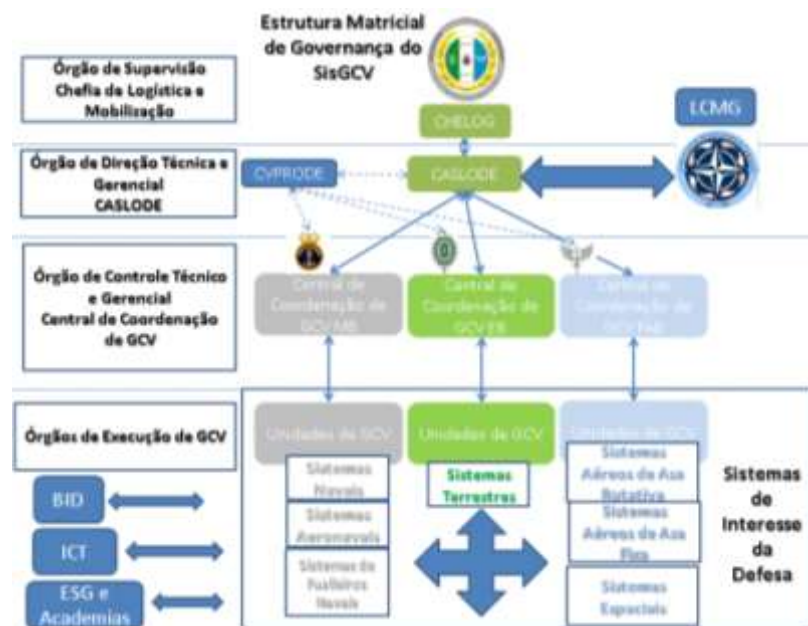 Estrutura Matricial
de Governança do
SisGCV
Órgão de Supervisão
Chefia de Logística e
Mobilização
CHELOG
LCMG
Órgão de Direção Técnica e
Gerencial
CASLODE
CVPRODE
CASLODE
Órgão de Controle Técnico
e Gerencial
Central de Coordenação
de GCV
Central de
Coordenação de
GCV MB
Central de
Coordenação de
GCV EB
Central de
Coordenação de
GCV FAB
Órgãos de Execução de GCV
Unidades de GCV
Unidades de GCV
Unidades de GCV
BID
ICT
ESG e
Academias
Sistemas
Navais
Sistemas
Aeronavais
Sistemas de
Fuzileiros
Navais
Sistemas
Terrestres
Sistemas
Aéreos de Asa
Rotativa
Sistemas
Aéreos de Asa
Fixa
Sistemas
Espaciais
Sistemas
de
Interesse
da
Defesa